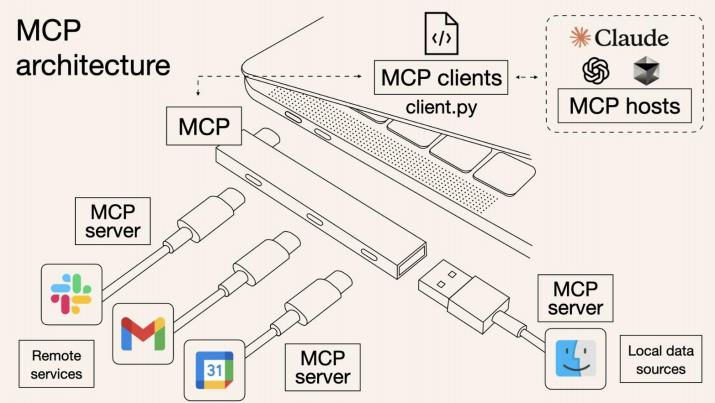 MCP
architecture
</>
MCP clients
client.py
Claude
MCP hosts
MCP
MCP
server
MCP
server
31
MCP
server
Remote
services
Local data
sources